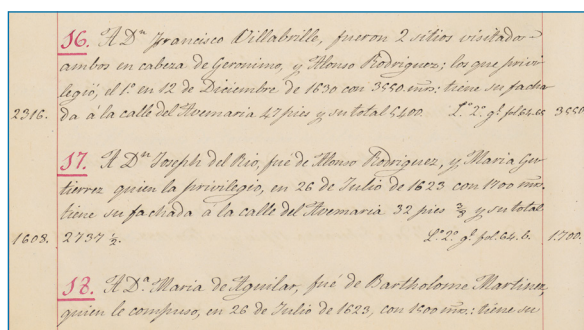 16. A Dⁿ Francisco Villabrille, fueron 2 sitios visitados
ambos en cabeza de Geronimo, y Alonso Rodriguez; los que privi-
legió; el 1º en 12 de Diciembre de 1630 con 3550 mrs: tiene su facha-
2316. da á la calle del Avemaria 47 pies y su total 5400. Lº 2º gl fol. 64. 3550
17. A Dⁿ Joseph del Rio, fué de Alonso Rodriguez, y Maria Gu-
tierrez quien la privilegio, en 26 de Julio de 1623 con 1700 mrs.
tiene su fachada á la calle del Avemaria 32 pies y su total
1608. 2737 ½. Lº 2º gl fol. 64. b. 1.700.
18. A Dª Maria de Aguilar, fué de Bartholome Martinez,
quien le compuso, en 26 de Julio de 1623, con 1500 mrs: tiene su